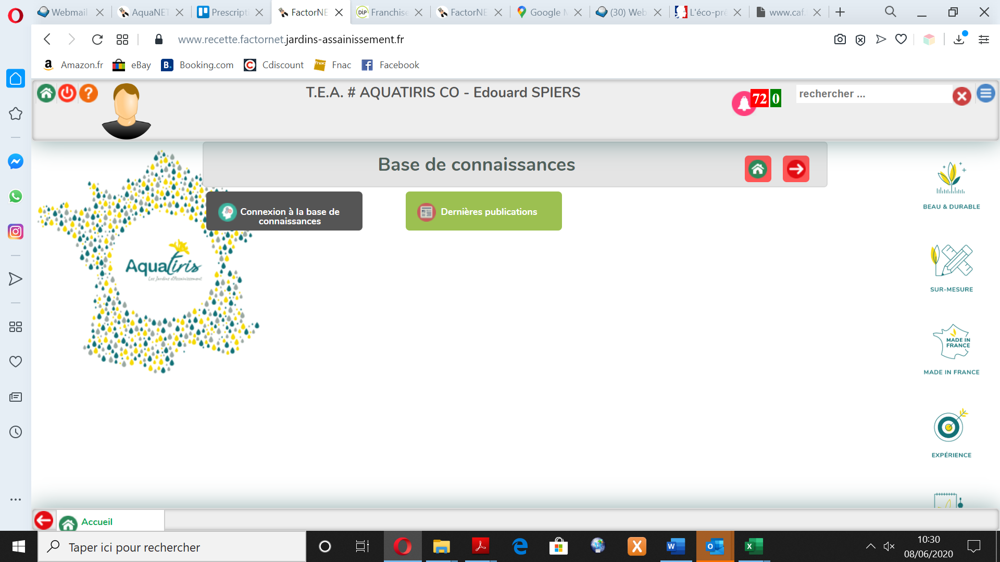 Webmail
AquaNET
Prescripti
FactorNE
Franchise
FactorNE
Google M
(30) Web
L'éco-prê
www.caf.
www.recette.factornet.jardins-assainissement.fr
Amazon.fr
eBay
Booking.com
Cdiscount
Fnac
Facebook
T.E.A. # AQUATIRIS CO - Edouard SPIERS
72 0
rechercher ...
Base de connaissances
Connexion à la base de
connaissances
Dernières publications
Aquatiris
Les Jardins d'Assainissement
BEAU & DURABLE
SUR-MESURE
MADE IN
FRANCE
MADE IN FRANCE
EXPÉRIENCE
Accueil
Taper ici pour rechercher
10:30
08/06/2020